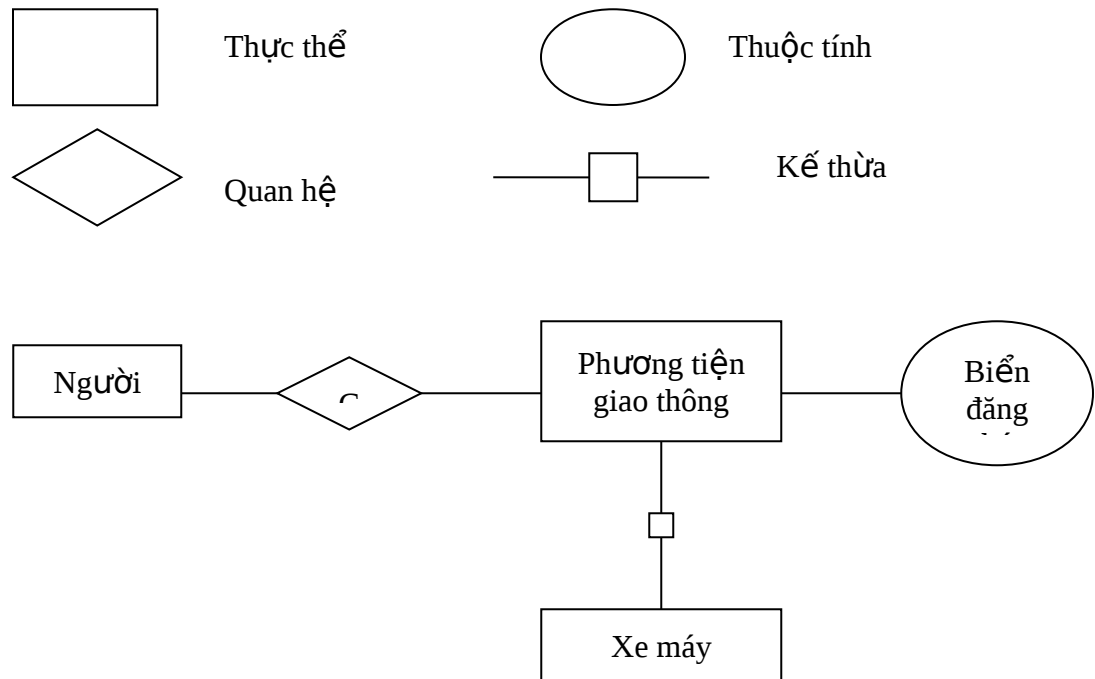 Thực thể
Thuộc tính
Quan hệ
Kế thừa
Người
Phương tiện
giao thông
Biển
đăng
Xe máy